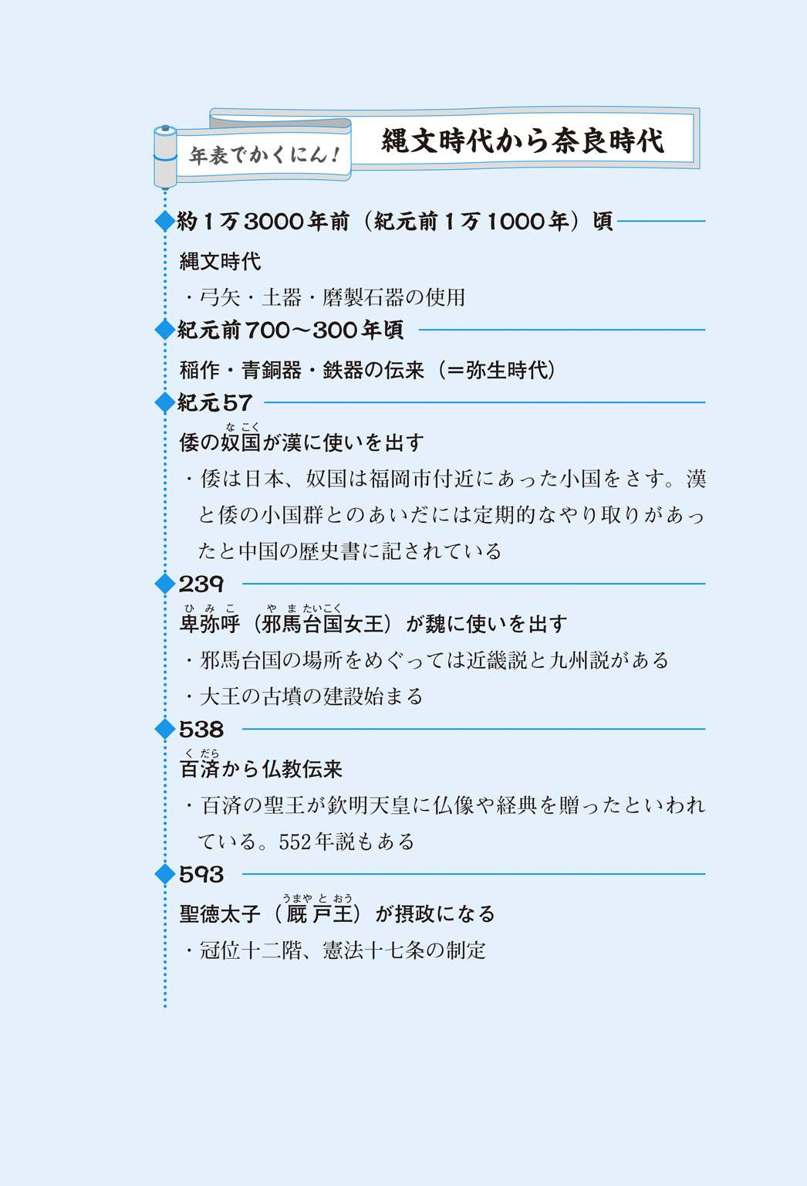 年表でかくにん！
縄文時代から奈良時代
約1万3000年前（紀元前1万1000年）頃
縄文時代
・弓矢・土器・磨製石器の使用
紀元前700～300年頃
稲作・青銅器・鉄器の伝来（＝弥生時代）
紀元57
な こく
倭の奴国が漢に使いを出す
・倭は日本、奴国は福岡市付近にあった小国をさす。漢
と倭の小国群とのあいだには定期的なやり取りがあっ
たと中国の歴史書に記されている
239
ひ み こ や ま たいこく
卑弥呼（邪馬台国女王）が魏に使いを出す
・邪馬台国の場所をめぐっては近畿説と九州説がある
・大王の古墳の建設始まる
538
く だら
百済から仏教伝来
・百済の聖王が欽明天皇に仏像や経典を贈ったといわれ
ている。552年説もある
593
うまや と おう
聖徳太子（厩戸王）が摂政になる
・冠位十二階、憲法十七条の制定